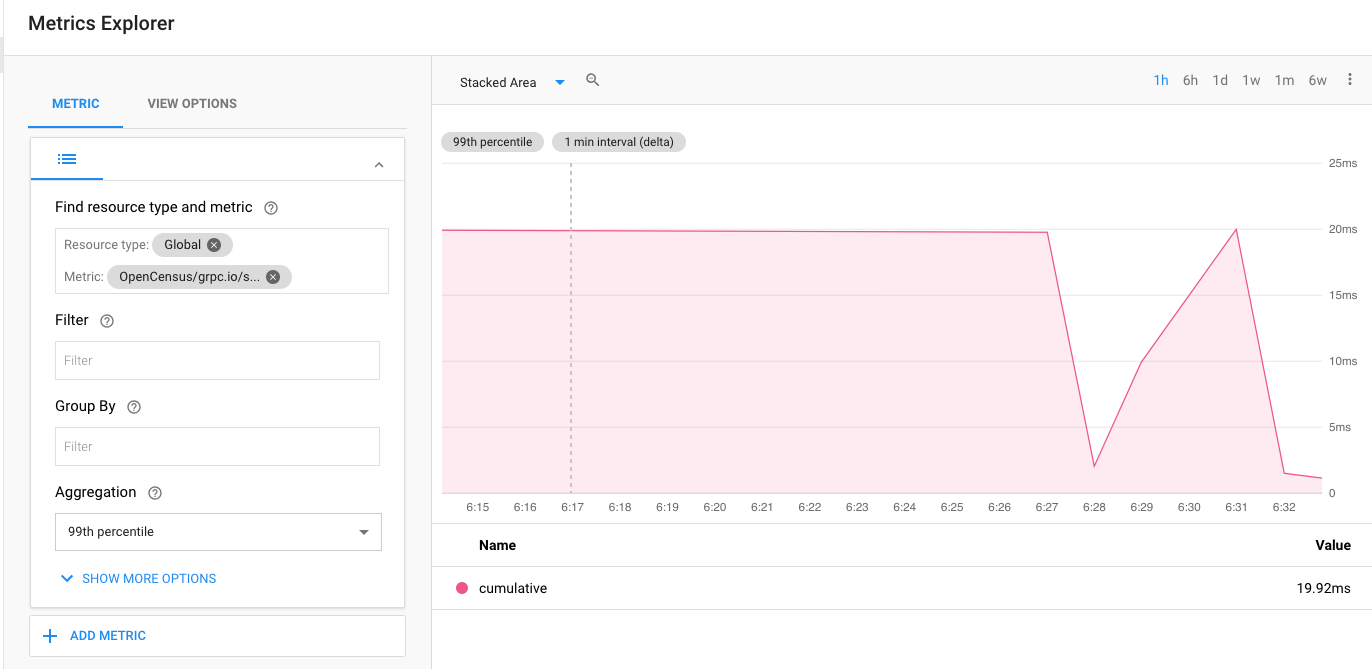 Metrics Explorer
METRIC
VIEW OPTIONS
Find resource type and metric
Resource type: Global
Metric: OpenCensus/grpc.io/s...
Filter
Filter
Group By
Filter
Aggregation
99th percentile
SHOW MORE OPTIONS
ADD METRIC
Stacked Area
1h 6h 1d 1w 1m 6w
99th percentile
1 min interval (delta)
25ms
20ms
15ms
10ms
5ms
0
6:15 6:16 6:17 6:18 6:19 6:20 6:21 6:22 6:23 6:24 6:25 6:26 6:27 6:28 6:29 6:30 6:31 6:32
Name Value
cumulative 19.92ms